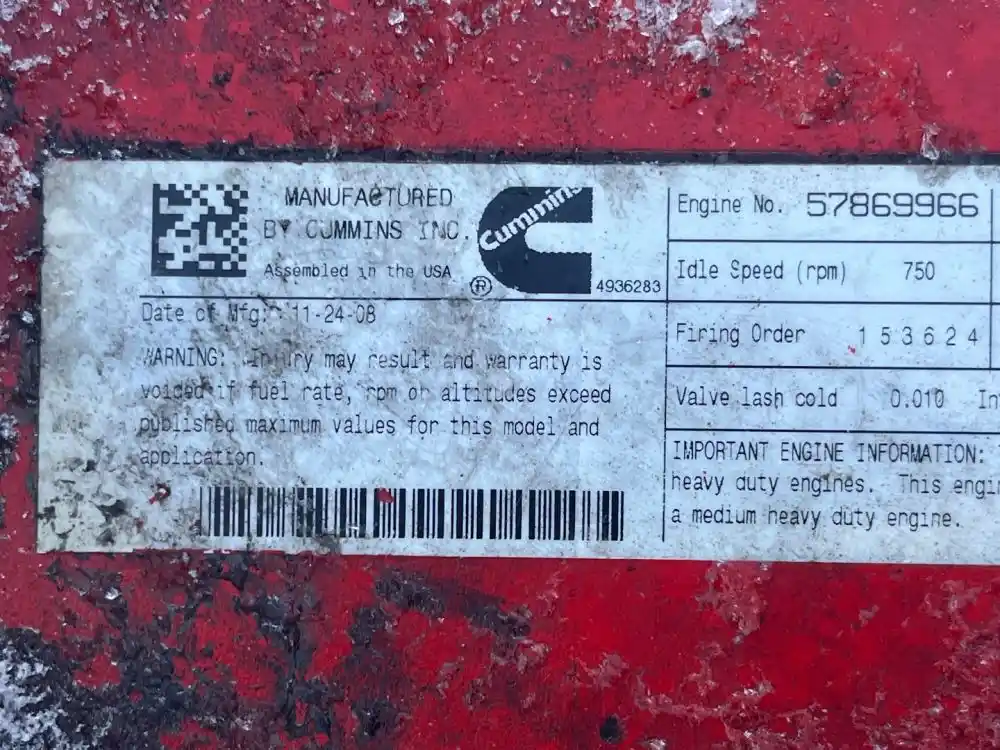 MANUFACTURED
BY CUMMINS INC.
Assembled in the USA
Cummins
®
4936283
Date of Mfg: 11-24-08
WARNING: Injury may result and warranty is
voided if fuel rate, rpm or altitudes exceed
published maximum values for this model and
application.
Engine No. 57869966
Idle Speed (rpm) 750
Firing Order 1 5 3 6 2 4
Valve lash cold 0.010
IMPORTANT ENGINE INFORMATION:
heavy duty engines. This
a medium heavy duty engine.